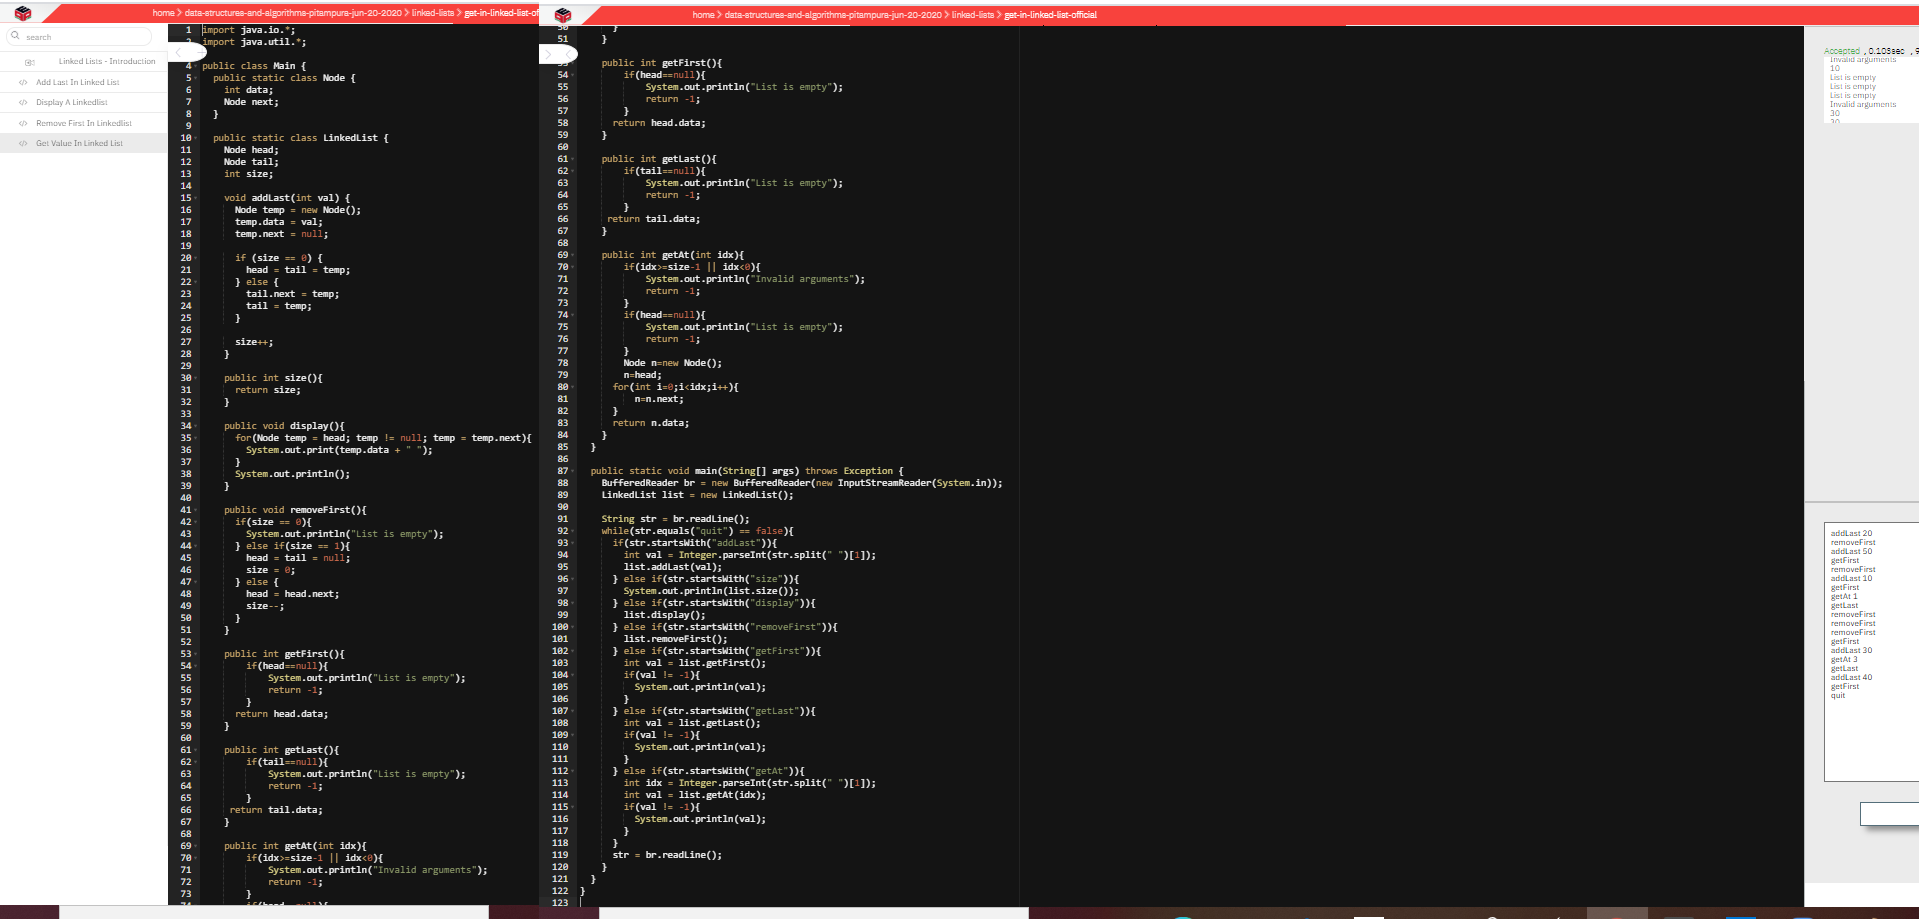 home > data-structures-and-algorithms-pitampura-jun-20-2020 > linked-lists > get-in-linked-list-of
search
Linked Lists - Introduction
Add Last In Linked List
Display A Linkedlist
Remove First In Linkedlist
Get Value In Linked List
1 import java.io.*;
2 import java.util.*;
4 public class Main {
5 public static class Node {
6 int data;
7 Node next;
8 }
9
10 public static class LinkedList {
11 Node head;
12 Node tail;
13 int size;
14
15 void addLast(int val) {
16 Node temp = new Node();
17 temp.data = val;
18 temp.next = null;
19
20 if (size == 0) {
21 head = tail = temp;
22 } else {
23 tail.next = temp;
24 tail = temp;
25 }
26
27 size++;
28 }
29
30 public int size(){
31 return size;
32 }
33
34 public void display(){
35 for(Node temp = head; temp != null; temp = temp.next){
36 System.out.print(temp.data + " ");
37 }
38 System.out.println();
39 }
40
41 public void removeFirst(){
42 if(size == 0){
43 System.out.println("List is empty");
44 } else if(size == 1){
45 head = tail = null;
46 size = 0;
47 } else {
48 head = head.next;
49 size--;
50 }
51 }
52
53 public int getFirst(){
54 if(head==null){
55 System.out.println("List is empty");
56 return -1;
57 }
58 return head.data;
59 }
60
61 public int getLast(){
62 if(tail==null){
63 System.out.println("List is empty");
64 return -1;
65 }
66 return tail.data;
67 }
68
69 public int getAt(int idx){
70 if(idx>=size-1 || idx<0){
71 System.out.println("Invalid arguments");
72 return -1;
73 }
home > data-structures-and-algorithms-pitampura-jun-20-2020 > linked-lists > get-in-linked-list-official
50 }
51 }
53 public int getFirst(){
54 if(head==null){
55 System.out.println("List is empty");
56 return -1;
57 }
58 return head.data;
59 }
60
61 public int getLast(){
62 if(tail==null){
63 System.out.println("List is empty");
64 return -1;
65 }
66 return tail.data;
67 }
68
69 public int getAt(int idx){
70 if(idx>=size-1 || idx<0){
71 System.out.println("Invalid arguments");
72 return -1;
73 }
74 if(head==null){
75 System.out.println("List is empty");
76 return -1;
77 }
78 Node n=new Node();
79 n=head;
80 for(int i=0;i<idx;i++){
81 n=n.next;
82 }
83 return n.data;
84 }
85 }
86
87 public static void main(String[] args) throws Exception {
88 BufferedReader br = new BufferedReader(new InputStreamReader(System.in));
89 LinkedList list = new LinkedList();
90
91 String str = br.readLine();
92 while(str.equals("quit") == false){
93 if(str.startsWith("addLast")){
94 int val = Integer.parseInt(str.split(" ")[1]);
95 list.addLast(val);
96 } else if(str.startsWith("size")){
97 System.out.println(list.size());
98 } else if(str.startsWith("display")){
99 list.display();
100 } else if(str.startsWith("removeFirst")){
101 list.removeFirst();
102 } else if(str.startsWith("getFirst")){
103 int val = list.getFirst();
104 if(val != -1){
105 System.out.println(val);
106 }
107 } else if(str.startsWith("getLast")){
108 int val = list.getLast();
109 if(val != -1){
110 System.out.println(val);
111 }
112 } else if(str.startsWith("getAt")){
113 int idx = Integer.parseInt(str.split(" ")[1]);
114 int val = list.getAt(idx);
115 if(val != -1){
116 System.out.println(val);
117 }
118 }
119 str = br.readLine();
120 }
121 }
122 }
123
Accepted , 0.103sec , 9
Invalid arguments
10
List is empty
List is empty
List is empty
Invalid arguments
30
30
addLast 20
removeFirst
addLast 50
getFirst
removeFirst
addLast 10
getFirst
getAt 1
getLast
removeFirst
removeFirst
removeFirst
getFirst
addLast 30
getAt 3
getLast
addLast 40
getFirst
quit